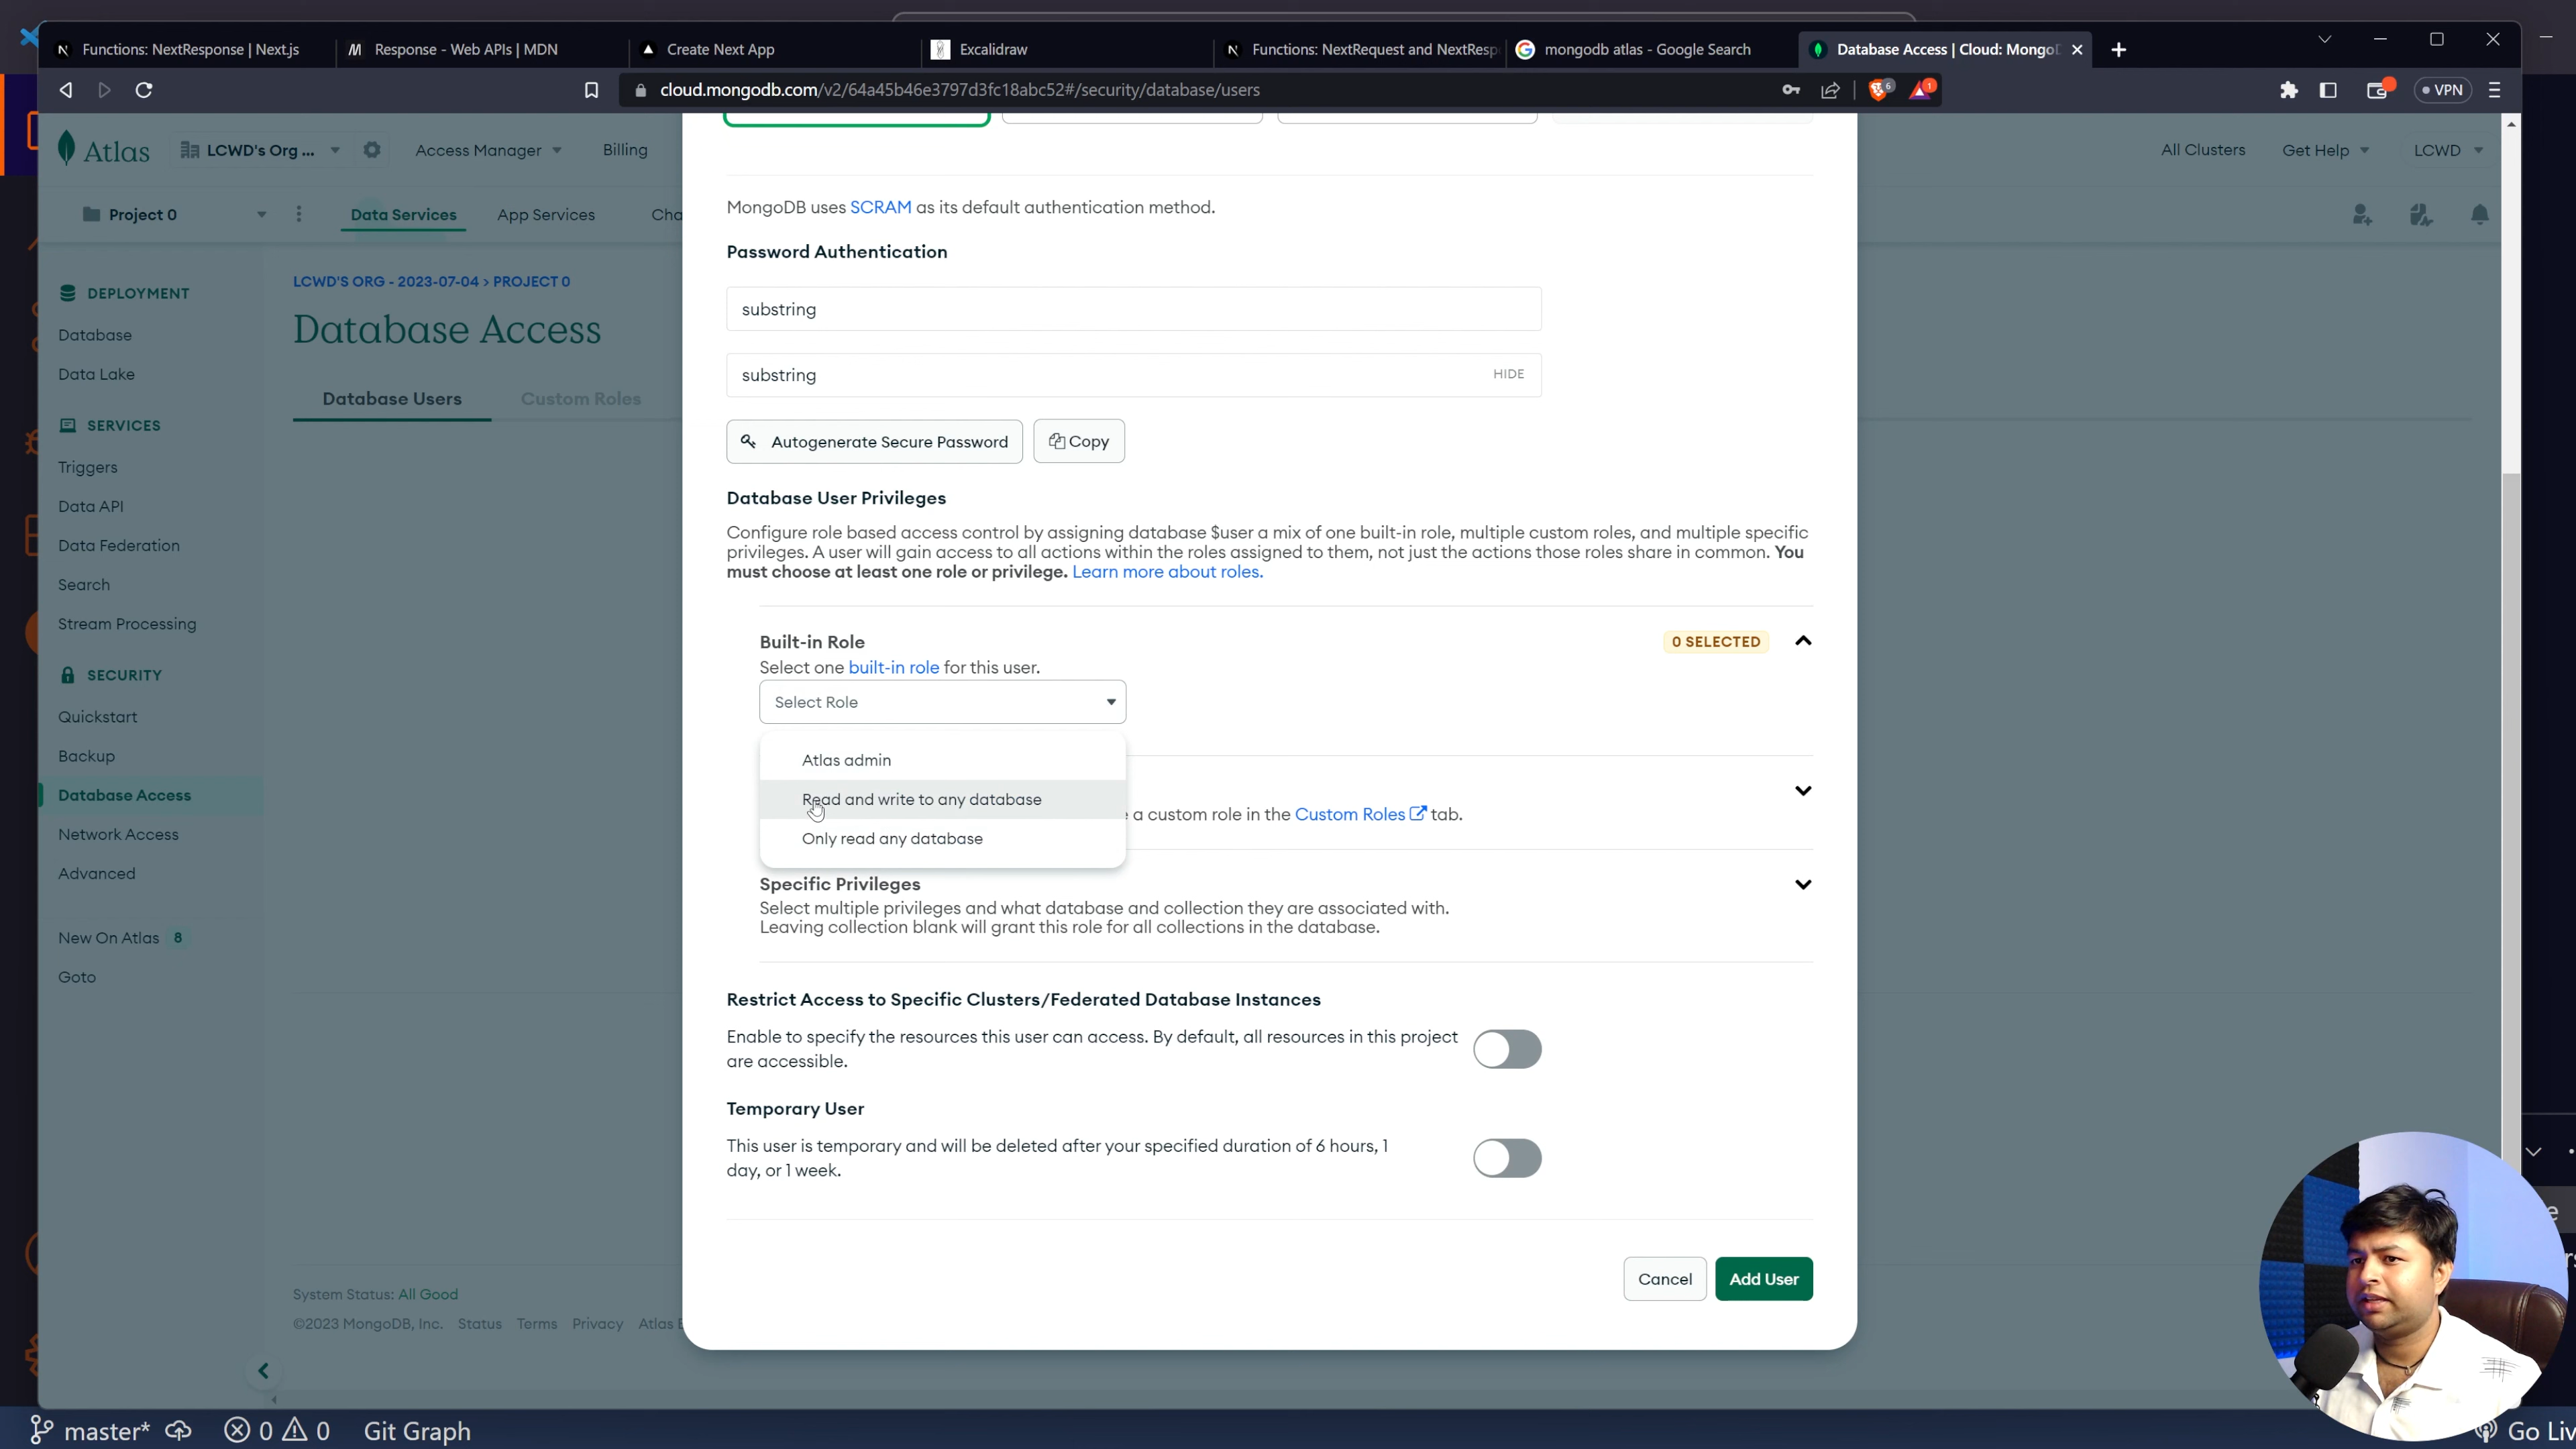 Functions: NextResponse | Next.js
Response - Web APIs | MDN
Create Next App
Excalidraw
Functions: NextRequest and NextResp
mongodb atlas - Google Search
Database Access | Cloud: Mongo
cloud.mongodb.com/v2/64a45b46e3797d3fc18abc52#/security/database/users
6
1
VPN
Atlas
LCWD's Org ...
Access Manager
Billing
All Clusters
Get Help
LCWD
Project 0
Data Services
App Services
Cha
DEPLOYMENT
Database
Data Lake
SERVICES
Triggers
Data API
Data Federation
Search
Stream Processing
SECURITY
Quickstart
Backup
Database Access
Network Access
Advanced
New On Atlas 8
Goto
LCWD'S ORG - 2023-07-04 > PROJECT 0
Database Access
Database Users
Custom Roles
System Status: All Good
©2023 MongoDB, Inc. Status Terms Privacy Atlas
MongoDB uses SCRAM as its default authentication method.
Password Authentication
substring
substring
HIDE
Autogenerate Secure Password
Copy
Database User Privileges
Configure role based access control by assigning database $user a mix of one built-in role, multiple custom roles, and multiple specific
privileges. A user will gain access to all actions within the roles assigned to them, not just the actions those roles share in common. You
must choose at least one role or privilege. Learn more about roles.
Built-in Role
0 SELECTED
Select one built-in role for this user.
Select Role
Atlas admin
Read and write to any database
Only read any database
a custom role in the Custom Roles tab.
Specific Privileges
Select multiple privileges and what database and collection they are associated with.
Leaving collection blank will grant this role for all collections in the database.
Restrict Access to Specific Clusters/Federated Database Instances
Enable to specify the resources this user can access. By default, all resources in this project
are accessible.
Temporary User
This user is temporary and will be deleted after your specified duration of 6 hours, 1
day, or 1 week.
Cancel
Add User
master*
0
0
Git Graph
Go Liv